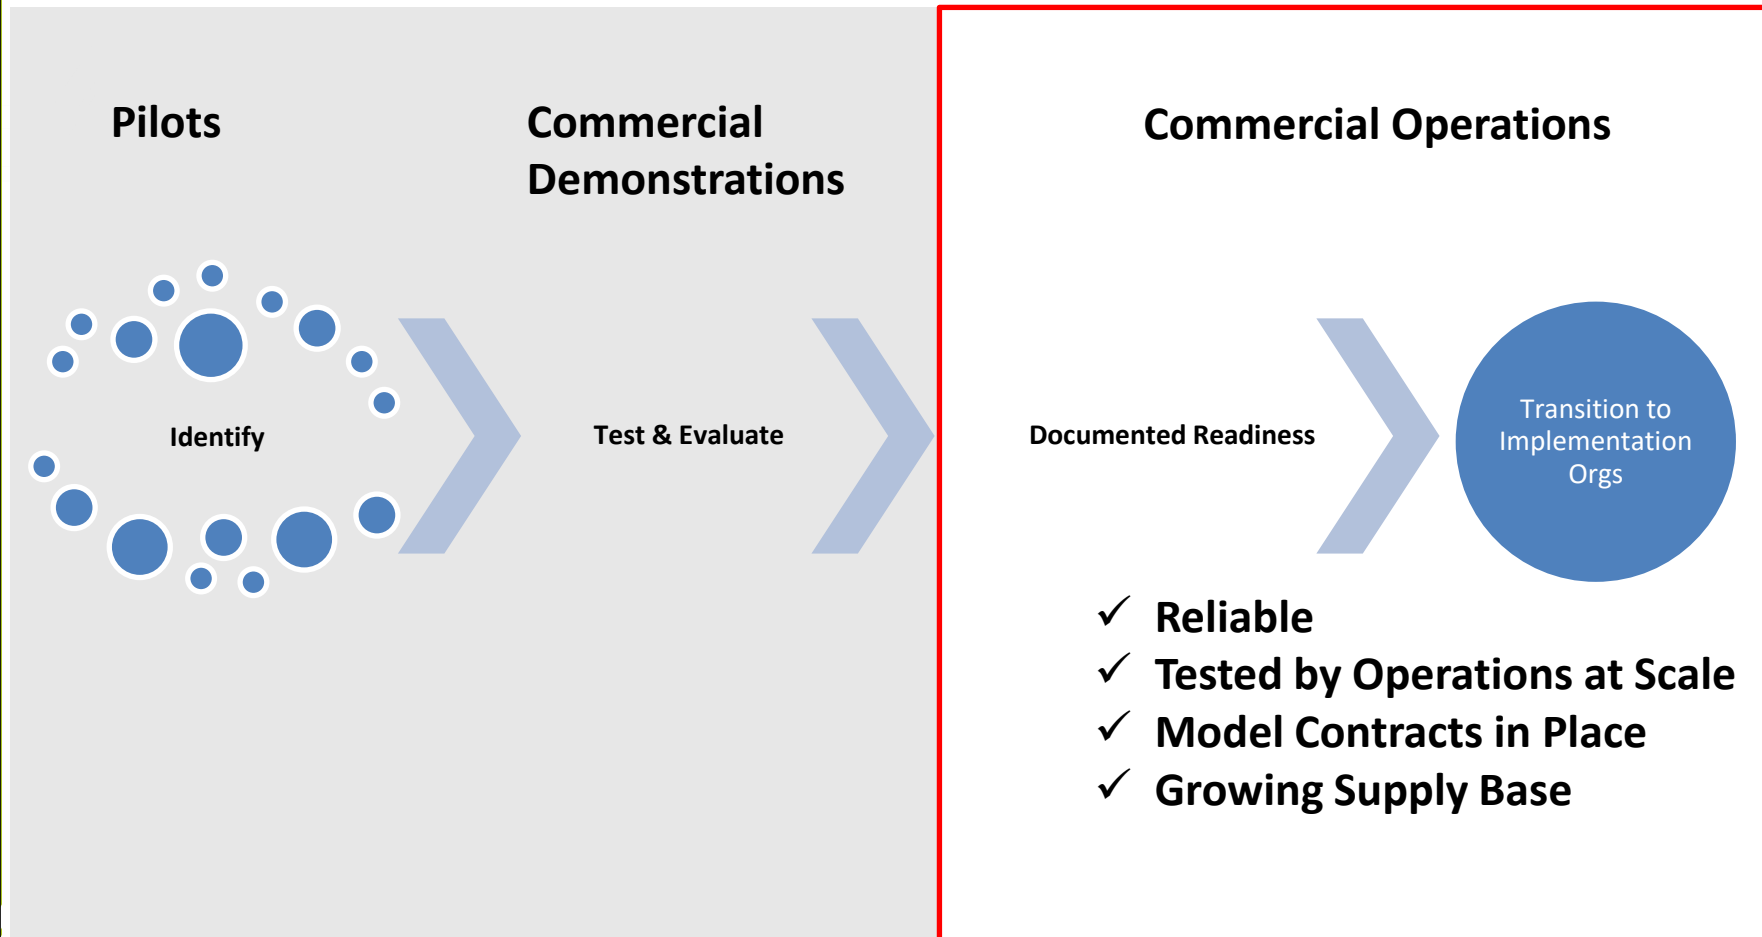 Pilots
Commercial
Demonstrations
Commercial Operations
Identify
Test & Evaluate
Documented Readiness
Transition to
Implementation
Orgs
✓ Reliable
✓ Tested by Operations at Scale
✓ Model Contracts in Place
✓ Growing Supply Base